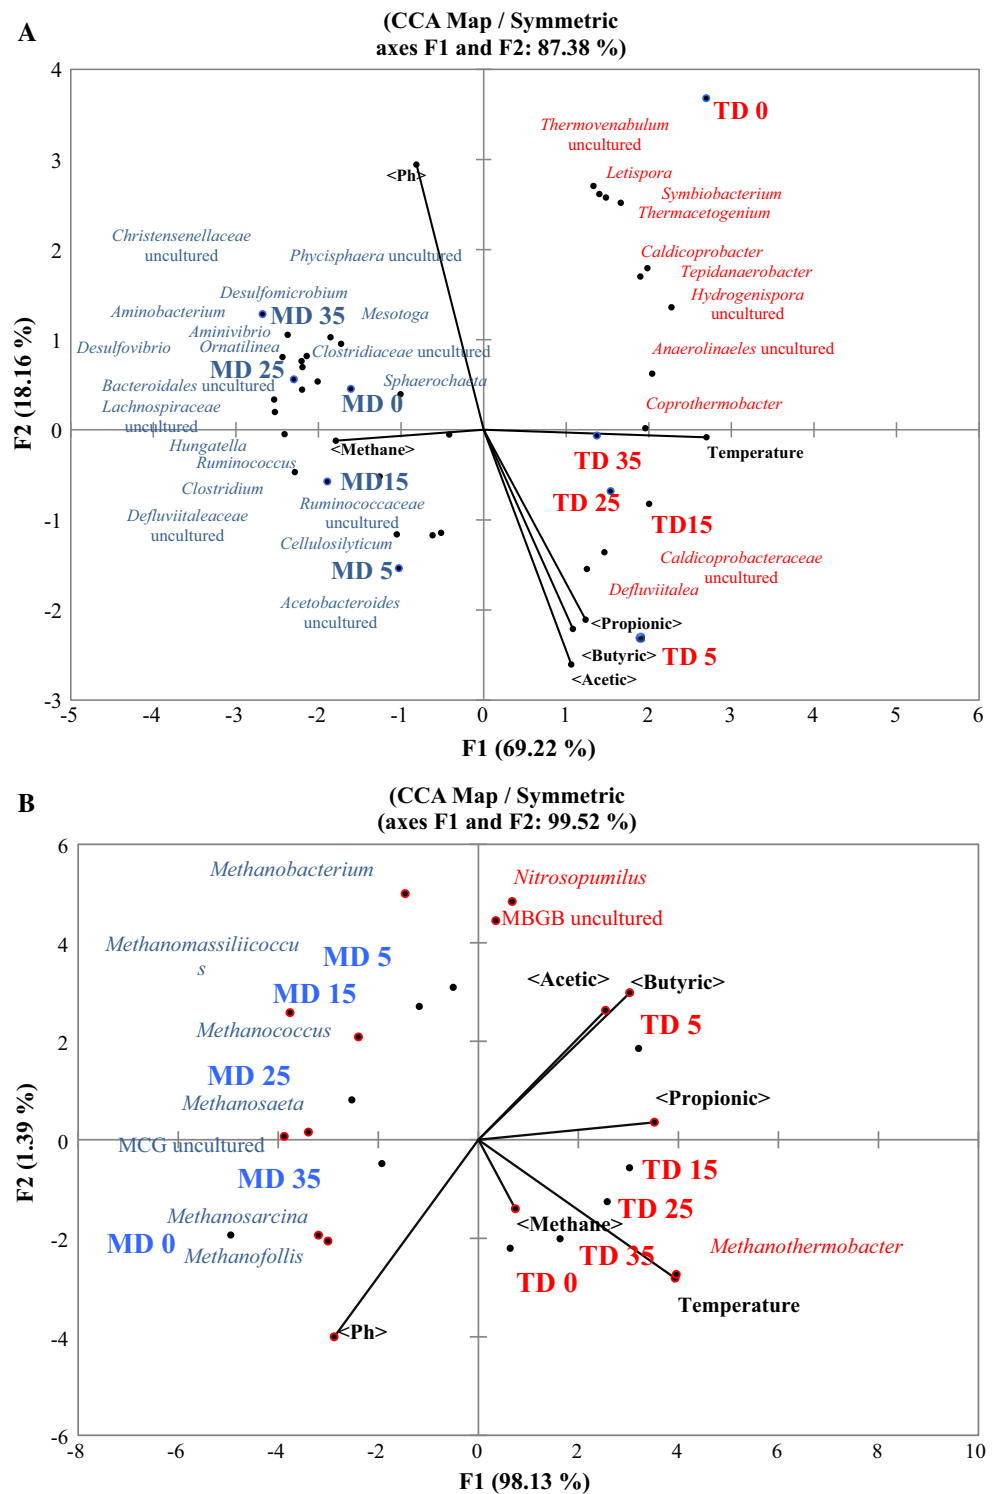 A
(CCA Map / Symmetric
axes F1 and F2: 87.38 %)
4
TD 0
Thermovenabulum
uncultured
3
<Ph>
Letispora
Symbiobacterium
Thermacetogenium
Christensenellaceae
uncultured
Phycisphaera uncultured
Caldicoprobacter
Tepidanaerobacter
2
Desulfomicrobium
Hydrogenispora
uncultured
Aminobacterium
MD 35
Mesotoga
Aminivibrio
1
Desulfovibrio
Ornatilinea
Clostridiaceae uncultured
Anaerolinaeles uncultured
MD 25
Bacteroidales uncultured
Sphaerochaeta
MD 0
Lachnospiraceae
uncultured
Coprothermobacter
0
Hungatella
<Methane>
Temperature
Ruminococcus
TD 35
Clostridium
MD15
TD 25
Ruminococcaceae
uncultured
Defluviitaleaceae
uncultured
TD15
-1
Cellulosilyticum
Caldicoprobacteraceae
uncultured
MD 5
Defluviitalea
Acetobacteroides
uncultured
-2
<Propionic>
<Butyric>
TD 5
<Acetic>
-3
F2 (18.16 %)
-5 -4 -3 -2 -1 0 1 2 3 4 5 6
F1 (69.22 %)
B
(CCA Map / Symmetric
(axes F1 and F2: 99.52 %)
6
Methanobacterium
Nitrosopumilus
MBGB uncultured
Methanomassiliicoccu
s
4
MD 5
<Acetic>
<Butyric>
MD 15
TD 5
Methanococcus
2
MD 25
Methanosaeta
<Propionic>
MCG uncultured
0
MD 35
TD 15
TD 25
Methanosarcina
<Methane>
MD 0
-2
Methanofollis
TD 35
Methanothermobacter
TD 0
Temperature
<Ph>
-4
-6
F2 (1.39 %)
-8 -6 -4 -2 0 2 4 6 8 10
F1 (98.13 %)